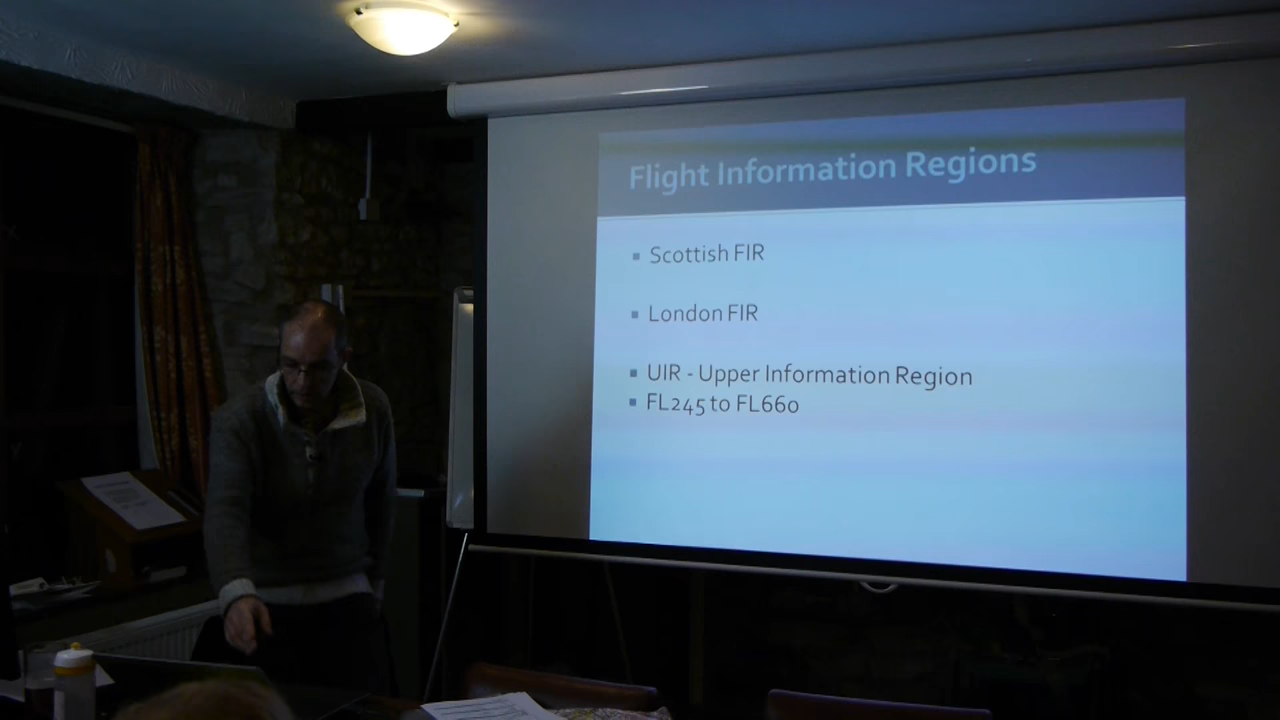 Flight Information Regions
Scottish FIR
London FIR
UIR - Upper Information Region
FL245 to FL660